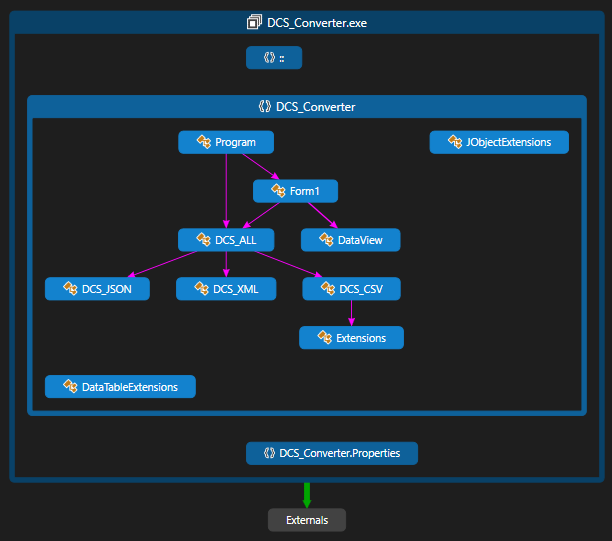 DCS_Converter.exe
::
DCS_Converter
Program
JObjectExtensions
Form1
DCS_ALL
DataView
DCS_JSON
DCS_XML
DCS_CSV
Extensions
DataTableExtensions
DCS_Converter.Properties
Externals